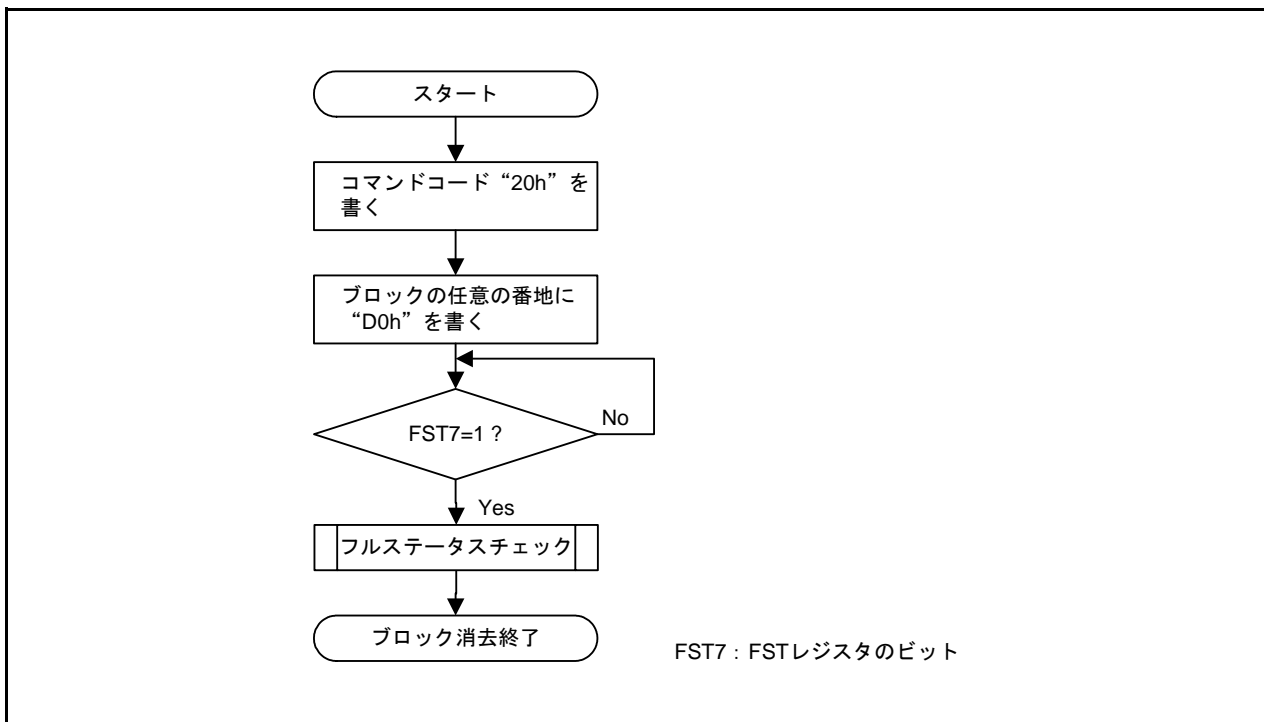 スタート
コマンドコード“20h”を
書く
ブロックの任意の番地に
“D0h”を書く
FST7=1 ?
No
Yes
フルステータスチェック
ブロック消去終了
FST7 : FSTレジスタのビット